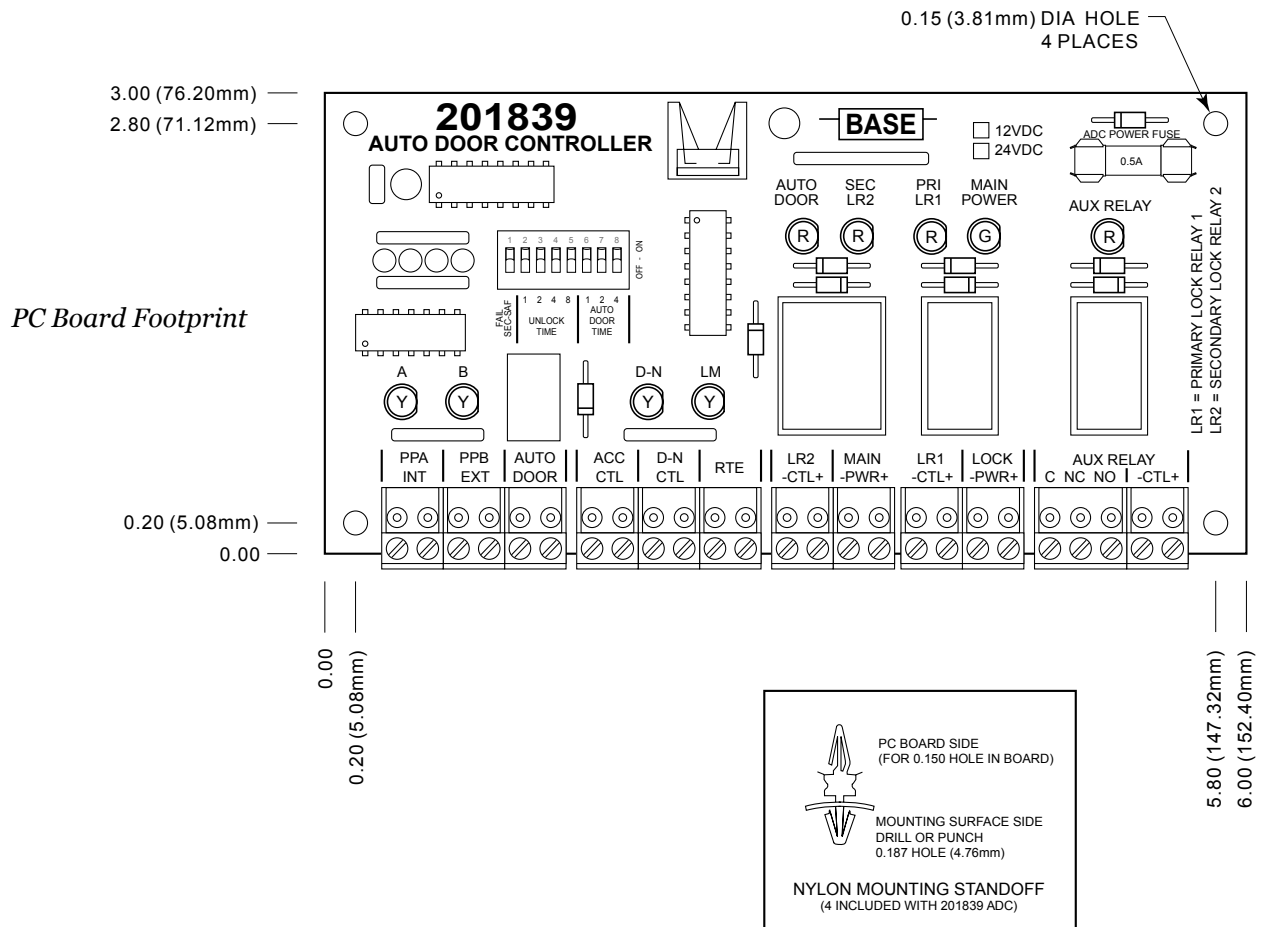 0.15 (3.81mm) DIA HOLE
4 PLACES
3.00 (76.20mm)
2.80 (71.12mm)
201839
AUTO DOOR CONTROLLER
BASE
12VDC
24VDC
ADC POWER FUSE
0.5A
AUTO
DOOR
SEC
LR2
PRI
LR1
MAIN
POWER
AUX RELAY
R
R
R
G
R
1 2 3 4 5 6 7 8
OFF - ON
FAIL
SEC-SAF
1 2 4 8
UNLOCK
TIME
1 2 4
AUTO
DOOR
TIME
PC Board Footprint
LR1 = PRIMARY LOCK RELAY 1
LR2 = SECONDARY LOCK RELAY 2
A
B
D-N
LM
Y
Y
Y
Y
PPA
INT
PPB
EXT
AUTO
DOOR
ACC
CTL
D-N
CTL
RTE
LR2
-CTL+
MAIN
-PWR+
LR1
-CTL+
LOCK
-PWR+
AUX RELAY
C NC NO -CTL+
0.20 (5.08mm)
0.00
0.00
0.20 (5.08mm)
5.80 (147.32mm)
6.00 (152.40mm)
PC BOARD SIDE
(FOR 0.150 HOLE IN BOARD)
MOUNTING SURFACE SIDE
DRILL OR PUNCH
0.187 HOLE (4.76mm)
NYLON MOUNTING STANDOFF
(4 INCLUDED WITH 201839 ADC)